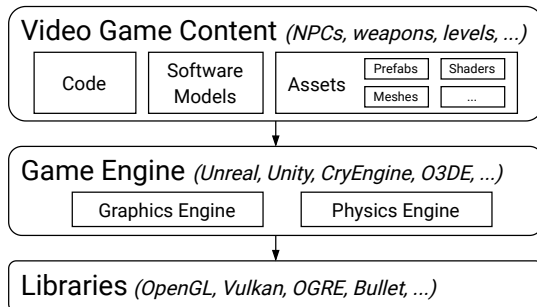 Video Game Content (NPCs, weapons, levels, ...)
Code
Software
Models
Assets
Prefabs
Shaders
Meshes
...
Game Engine (Unreal, Unity, CryEngine, O3DE, ...)
Graphics Engine
Physics Engine
Libraries (OpenGL, Vulkan, OGRE, Bullet, ...)